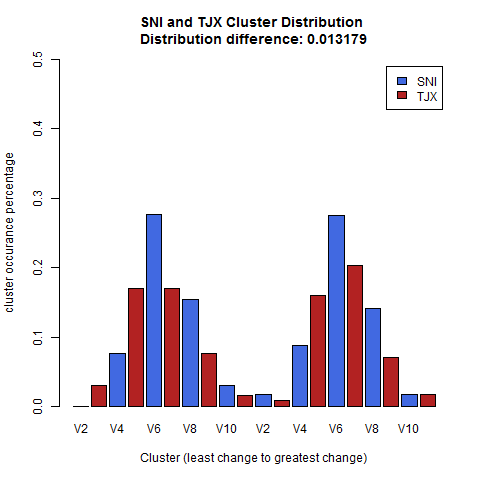 SNI and TJX Cluster Distribution
Distribution difference: 0.013179
SNI
TJX
cluster occurance percentage
0.5
0.4
0.3
0.2
0.1
0.0
V2 V4 V6 V8 V10 V2 V4 V6 V8 V10
Cluster (least change to greatest change)